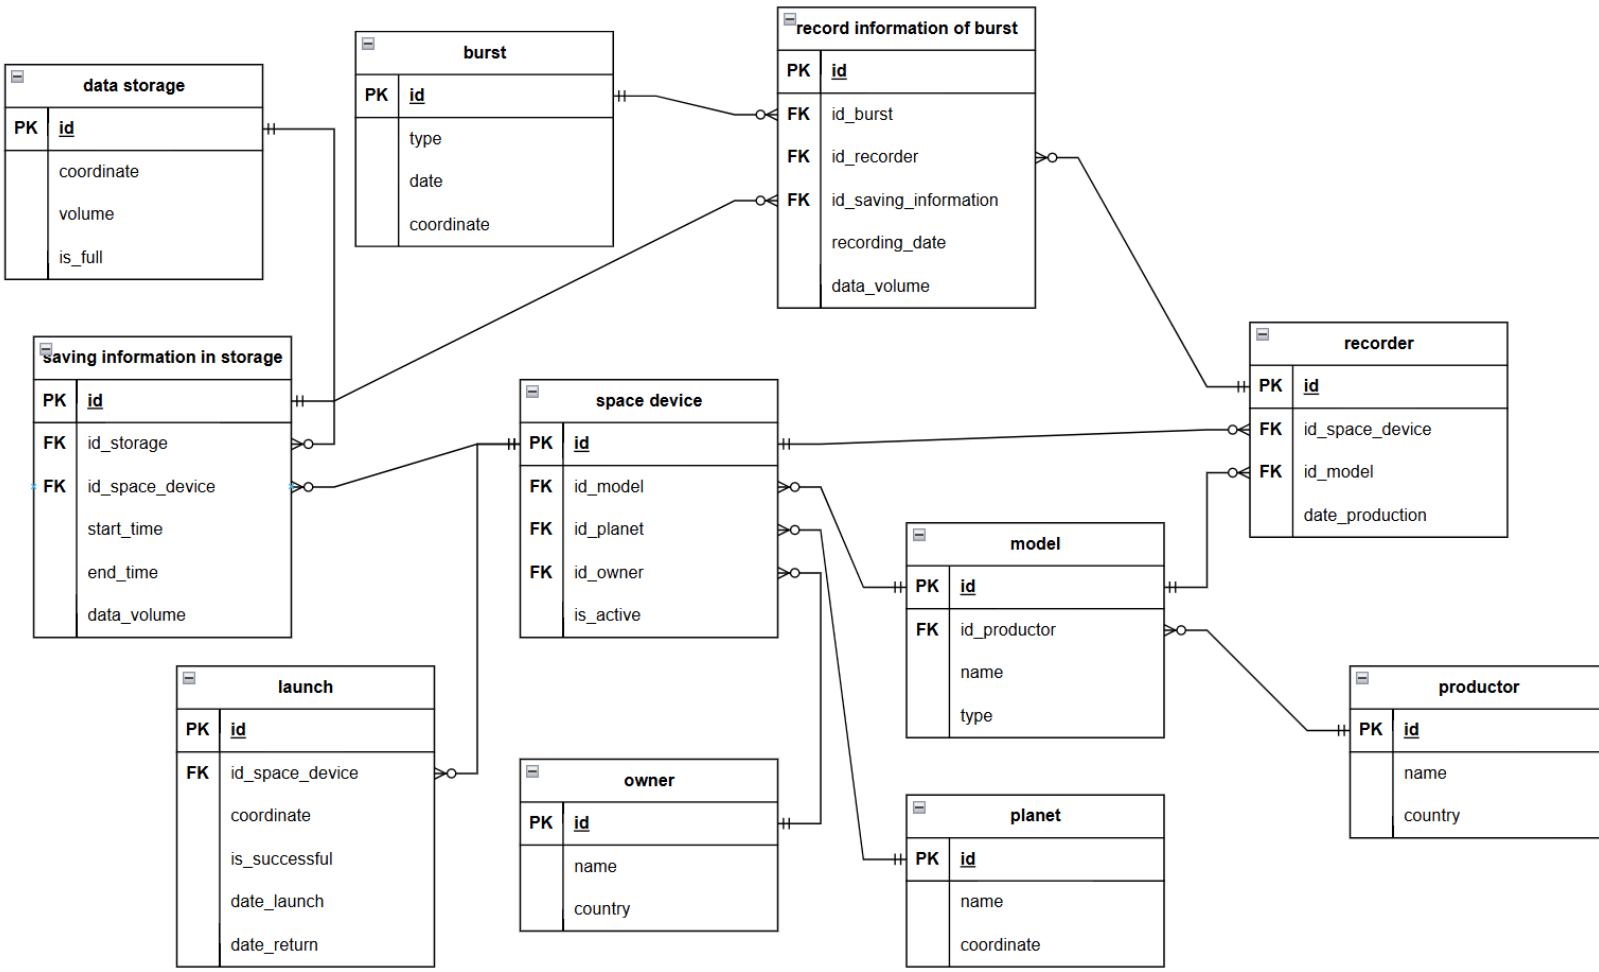 data storage
PK id
coordinate
volume
is_full
burst
PK id
type
date
coordinate
record information of burst
PK id
FK id_burst
FK id_recorder
FK id_saving_information
recording_date
data_volume
saving information in storage
PK id
FK id_storage
FK id_space_device
start_time
end_time
data_volume
space device
PK id
FK id_model
FK id_planet
FK id_owner
is_active
recorder
PK id
FK id_space_device
FK id_model
date_production
model
PK id
FK id_productor
name
type
launch
PK id
FK id_space_device
coordinate
is_successful
date_launch
date_return
owner
PK id
name
country
planet
PK id
name
coordinate
productor
PK id
name
country